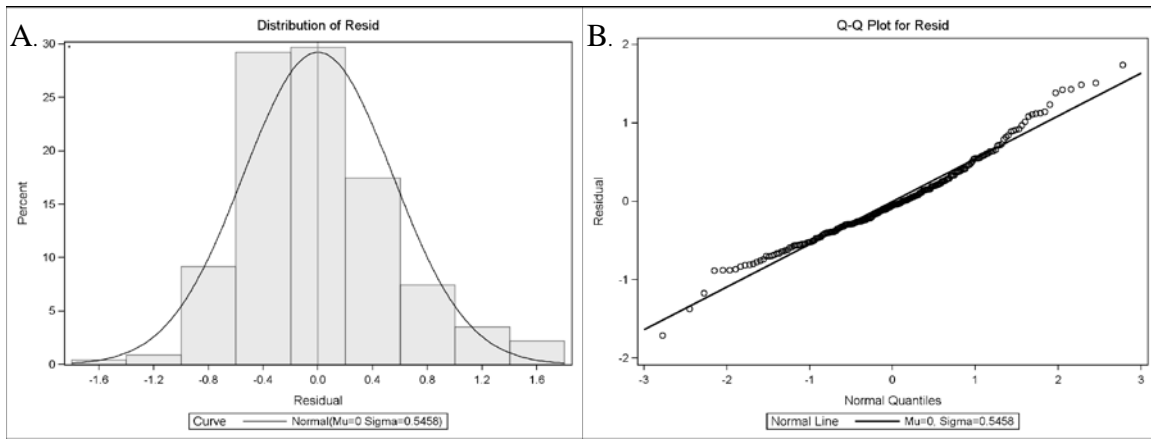 A.
Distribution of Resid
30
25
20
15
10
5
0
Percent
-1.6 -1.2 -0.8 -0.4 0.0 0.4 0.8 1.2 1.6
Residual
Curve Normal(Mu=0 Sigma=0.5458)
B.
Q-Q Plot for Resid
2
1
0
-1
-2
Residual
-3 -2 -1 0 1 2 3
Normal Quantiles
Normal Line Mu=0, Sigma=0.5458